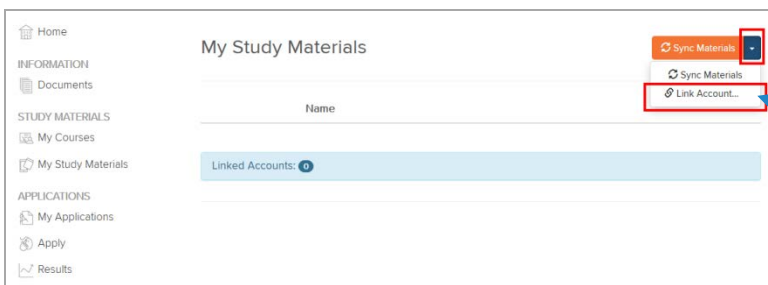 Home
INFORMATION
Documents
STUDY MATERIALS
My Courses
My Study Materials
APPLICATIONS
My Applications
Apply
Results
My Study Materials
Sync Materials
Sync Materials
Link Account...
Name
Linked Accounts: 0